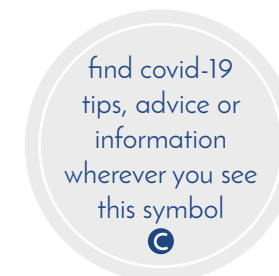 find covid-19
tips, advice or
information
wherever you see
this symbol
C